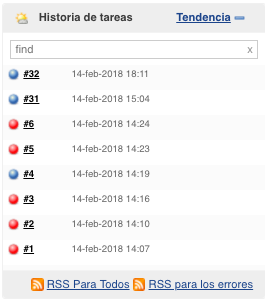 Historia de tareas Tendencia
find x
#32 14-feb-2018 18:11
#31 14-feb-2018 15:04
#6 14-feb-2018 14:24
#5 14-feb-2018 14:23
#4 14-feb-2018 14:19
#3 14-feb-2018 14:16
#2 14-feb-2018 14:10
#1 14-feb-2018 14:07
RSS Para Todos RSS para los errores